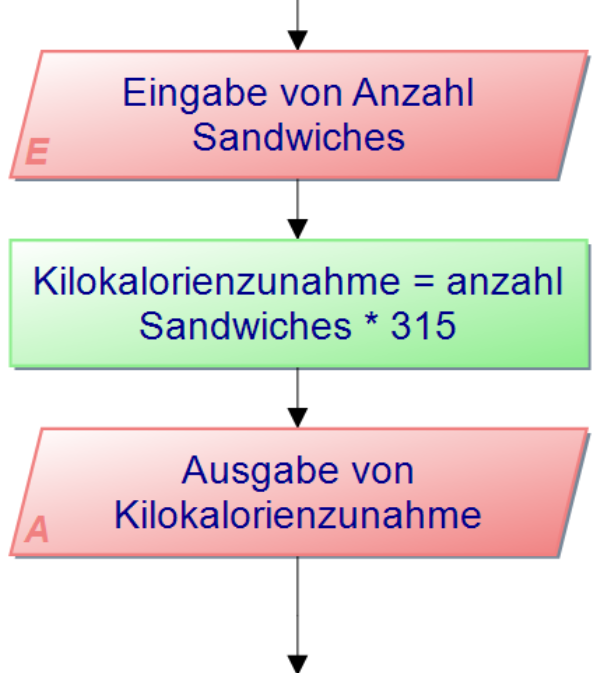 Eingabe von Anzahl
Sandwiches
E
Kilokalorienzunahme = anzahl
Sandwiches * 315
Ausgabe von
Kilokalorienzunahme
A